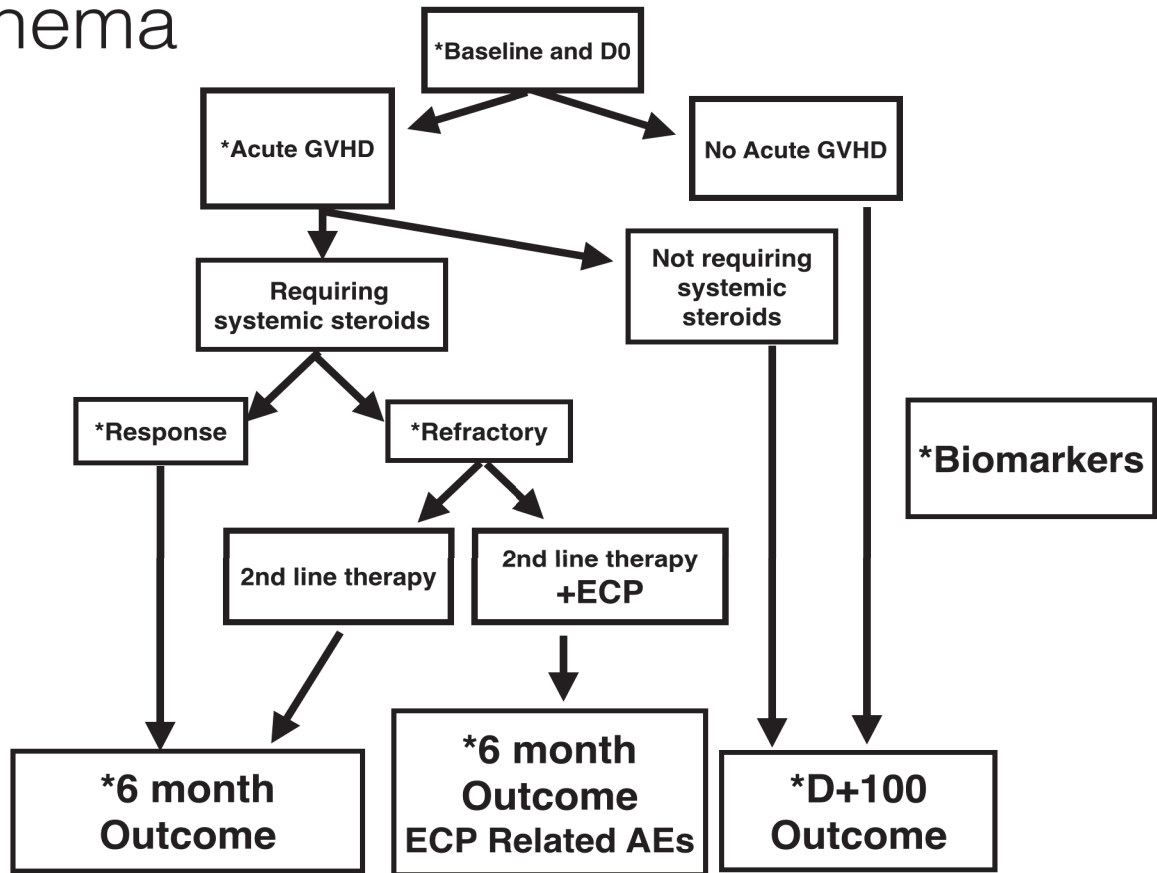 *Baseline and D0
*Acute GVHD
No Acute GVHD
Requiring
systemic steroids
Not requiring
systemic
steroids
*Response
*Refractory
*Biomarkers
2nd line therapy
2nd line therapy
+ECP
*6 month
Outcome
*6 month
Outcome
ECP Related AEs
*D+100
Outcome